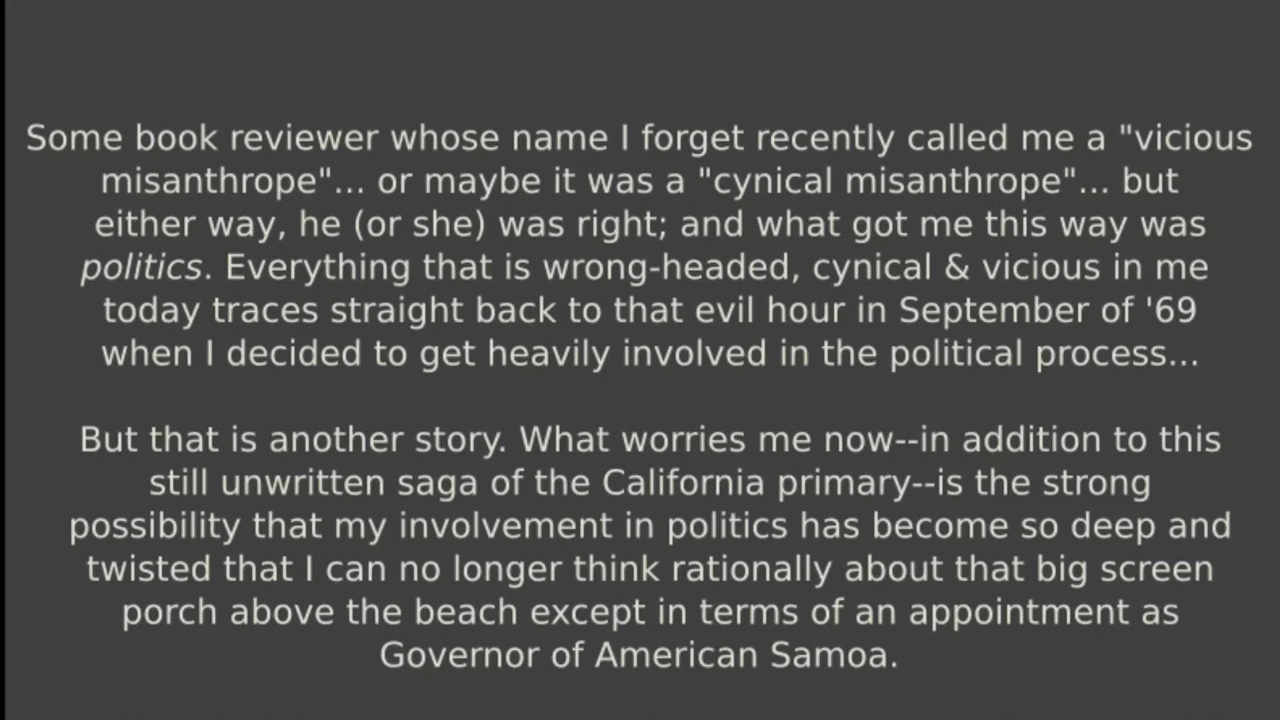 Some book reviewer whose name I forget recently called me a "vicious
misanthrope"... or maybe it was a "cynical misanthrope"... but
either way, he (or she) was right; and what got me this way was
politics. Everything that is wrong-headed, cynical & vicious in me
today traces straight back to that evil hour in September of '69
when I decided to get heavily involved in the political process...
But that is another story. What worries me now--in addition to this
still unwritten saga of the California primary--is the strong
possibility that my involvement in politics has become so deep and
twisted that I can no longer think rationally about that big screen
porch above the beach except in terms of an appointment as
Governor of American Samoa.